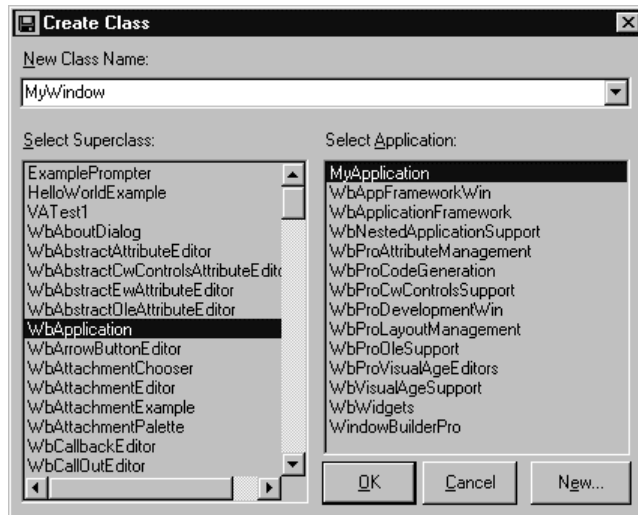 Create Class
New Class Name:
MyWindow
Select Superclass:
ExamplePrompter
HelloWorldExample
VATest1
WbAboutDialog
WbAbstractAttributeEditor
WbAbstractCwControlsAttributeEdito
WbAbstractEwAttributeEditor
WbAbstractOleAttributeEditor
WbApplication
WbArrowButtonEditor
WbAttachmentChooser
WbAttachmentEditor
WbAttachmentExample
WbAttachmentPalette
WbCallbackEditor
WbCallOutEditor
Select Application:
MyApplication
WbAppFrameworkWin
WbApplicationFramework
WbNestedApplicationSupport
WbProAttributeManagement
WbProCodeGeneration
WbProCwControlsSupport
WbProDevelopmentWin
WbProLayoutManagement
WbProOleSupport
WbProVisualAgeEditors
WbVisualAgeSupport
WbWidgets
WindowBuilderPro
OK
Cancel
New...